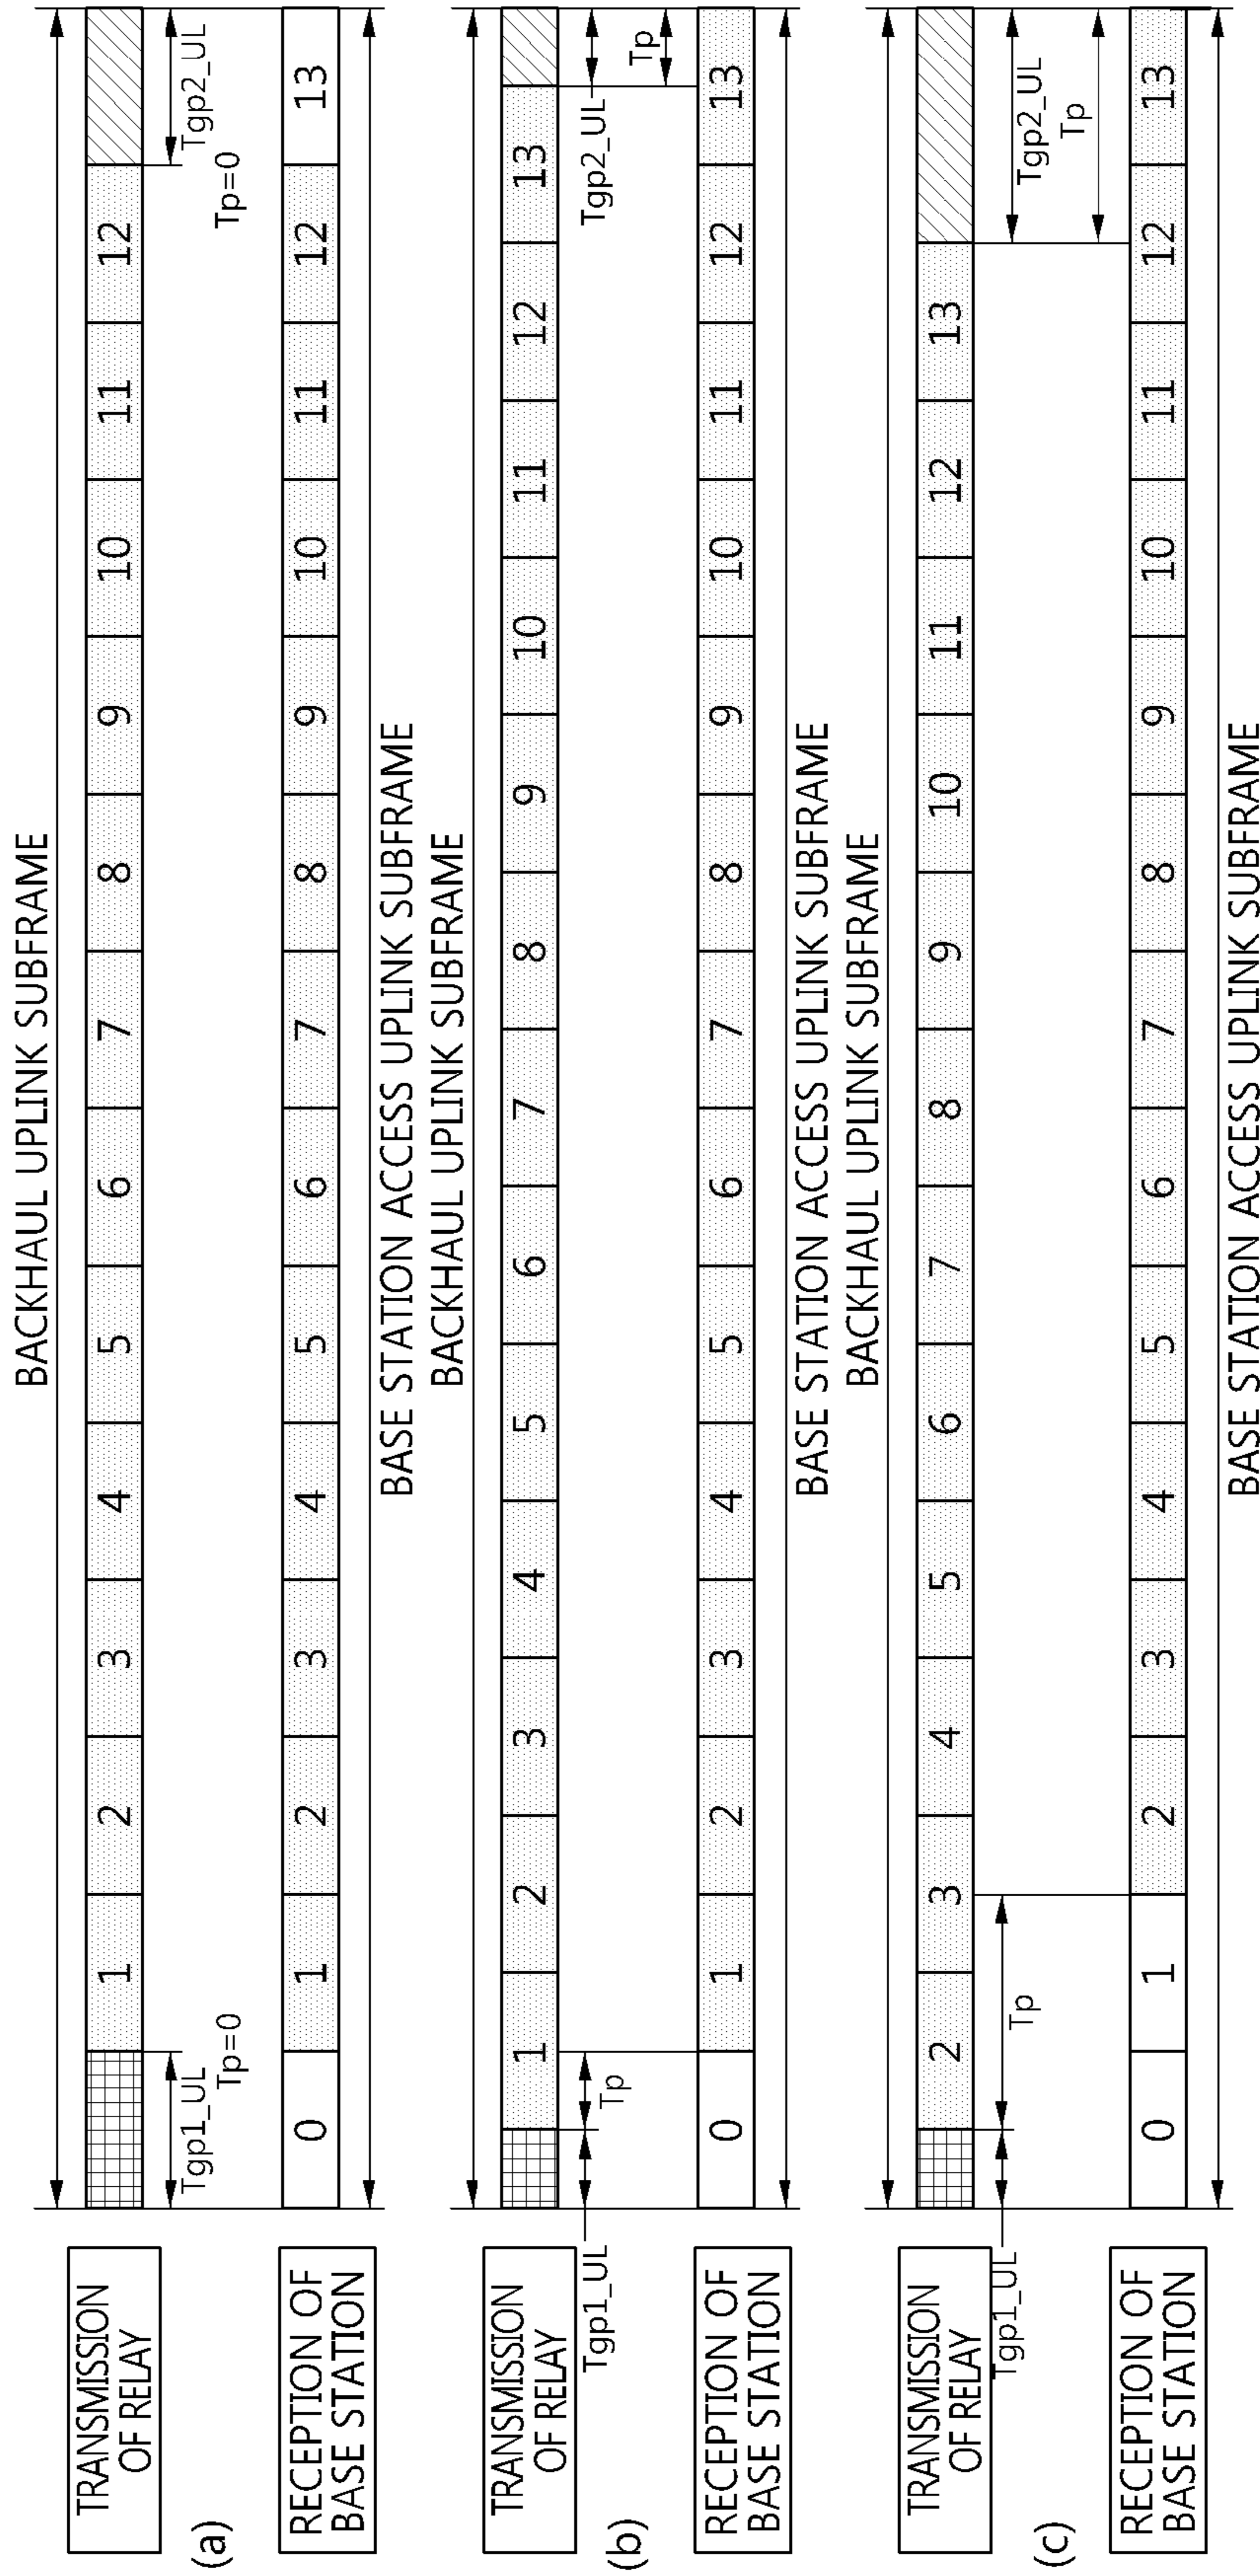 BACKHAUL UPLINK SUBFRAME
TRANSMISSION
OF RELAY
1 2 3 4 5 6 7 8 9 10 11 12
Tgp1_UL
Tgp2_UL
Tp=0
Tp=0
(a)
RECEPTION OF
BASE STATION
0 1 2 3 4 5 6 7 8 9 10 11 12 13
BASE STATION ACCESS UPLINK SUBFRAME
BACKHAUL UPLINK SUBFRAME
TRANSMISSION
OF RELAY
1 2 3 4 5 6 7 8 9 10 11 12 13
Tgp1_UL
Tp
Tgp2_UL
Tp
(b)
RECEPTION OF
BASE STATION
0 1 2 3 4 5 6 7 8 9 10 11 12 13
BASE STATION ACCESS UPLINK SUBFRAME
BACKHAUL UPLINK SUBFRAME
TRANSMISSION
OF RELAY
2 3 4 5 6 7 8 9 10 11 12 13
Tgp1_UL
Tp
Tgp2_UL
Tp
(c)
RECEPTION OF
BASE STATION
0 1 2 3 4 5 6 7 8 9 10 11 12 13
BASE STATION ACCESS UPLINK SUBFRAME